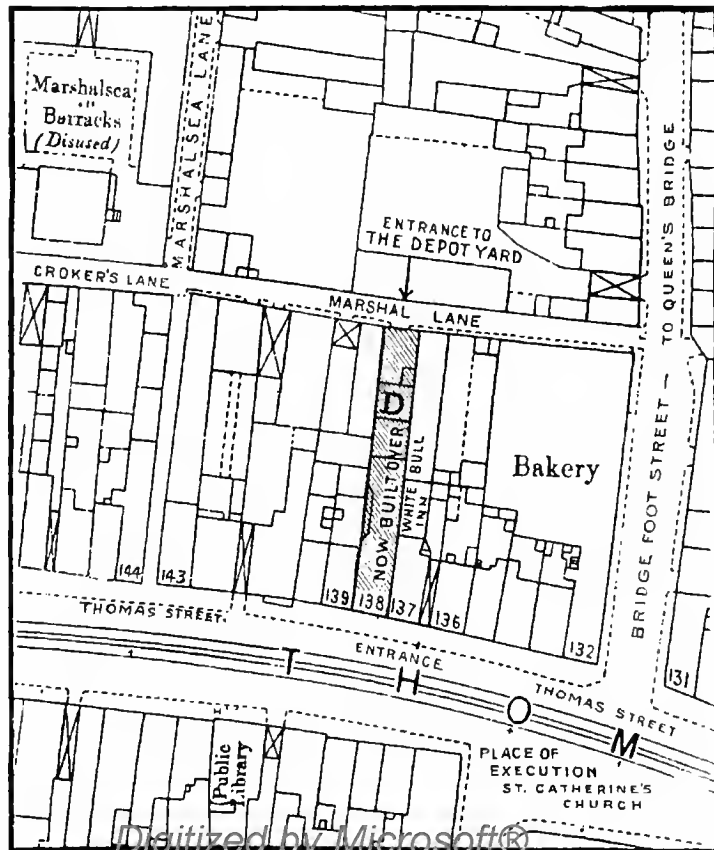 Marshalsea
Barracks
(Disused)
MARSHALSEA LANE
TO QUEEN'S BRIDGE
ENTRANCE TO
THE DEPOT YARD
CROKER'S LANE
MARSHAL LANE
D
NOW BUILT OVER
WHITE BULL
INN
Bakery
BRIDGE FOOT STREET —
144
143
139
138
137
136
132
131
THOMAS STREET
ENTRANCE
THOMAS STREET
T H O M
PLACE OF
EXECUTION
ST. CATHERINE'S
CHURCH
Public
Library
Digitized by Microsoft®